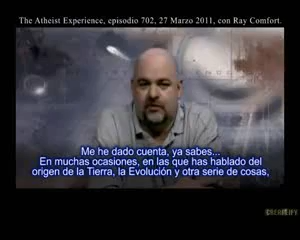 The Atheist Experience, episodio 702, 27 Marzo 2011, con Ray Comfort.
Me he dado cuenta, ya sabes...
En muchas ocasiones, en las que has hablado del
origen de la Tierra, la Evolución y otra serie de cosas,